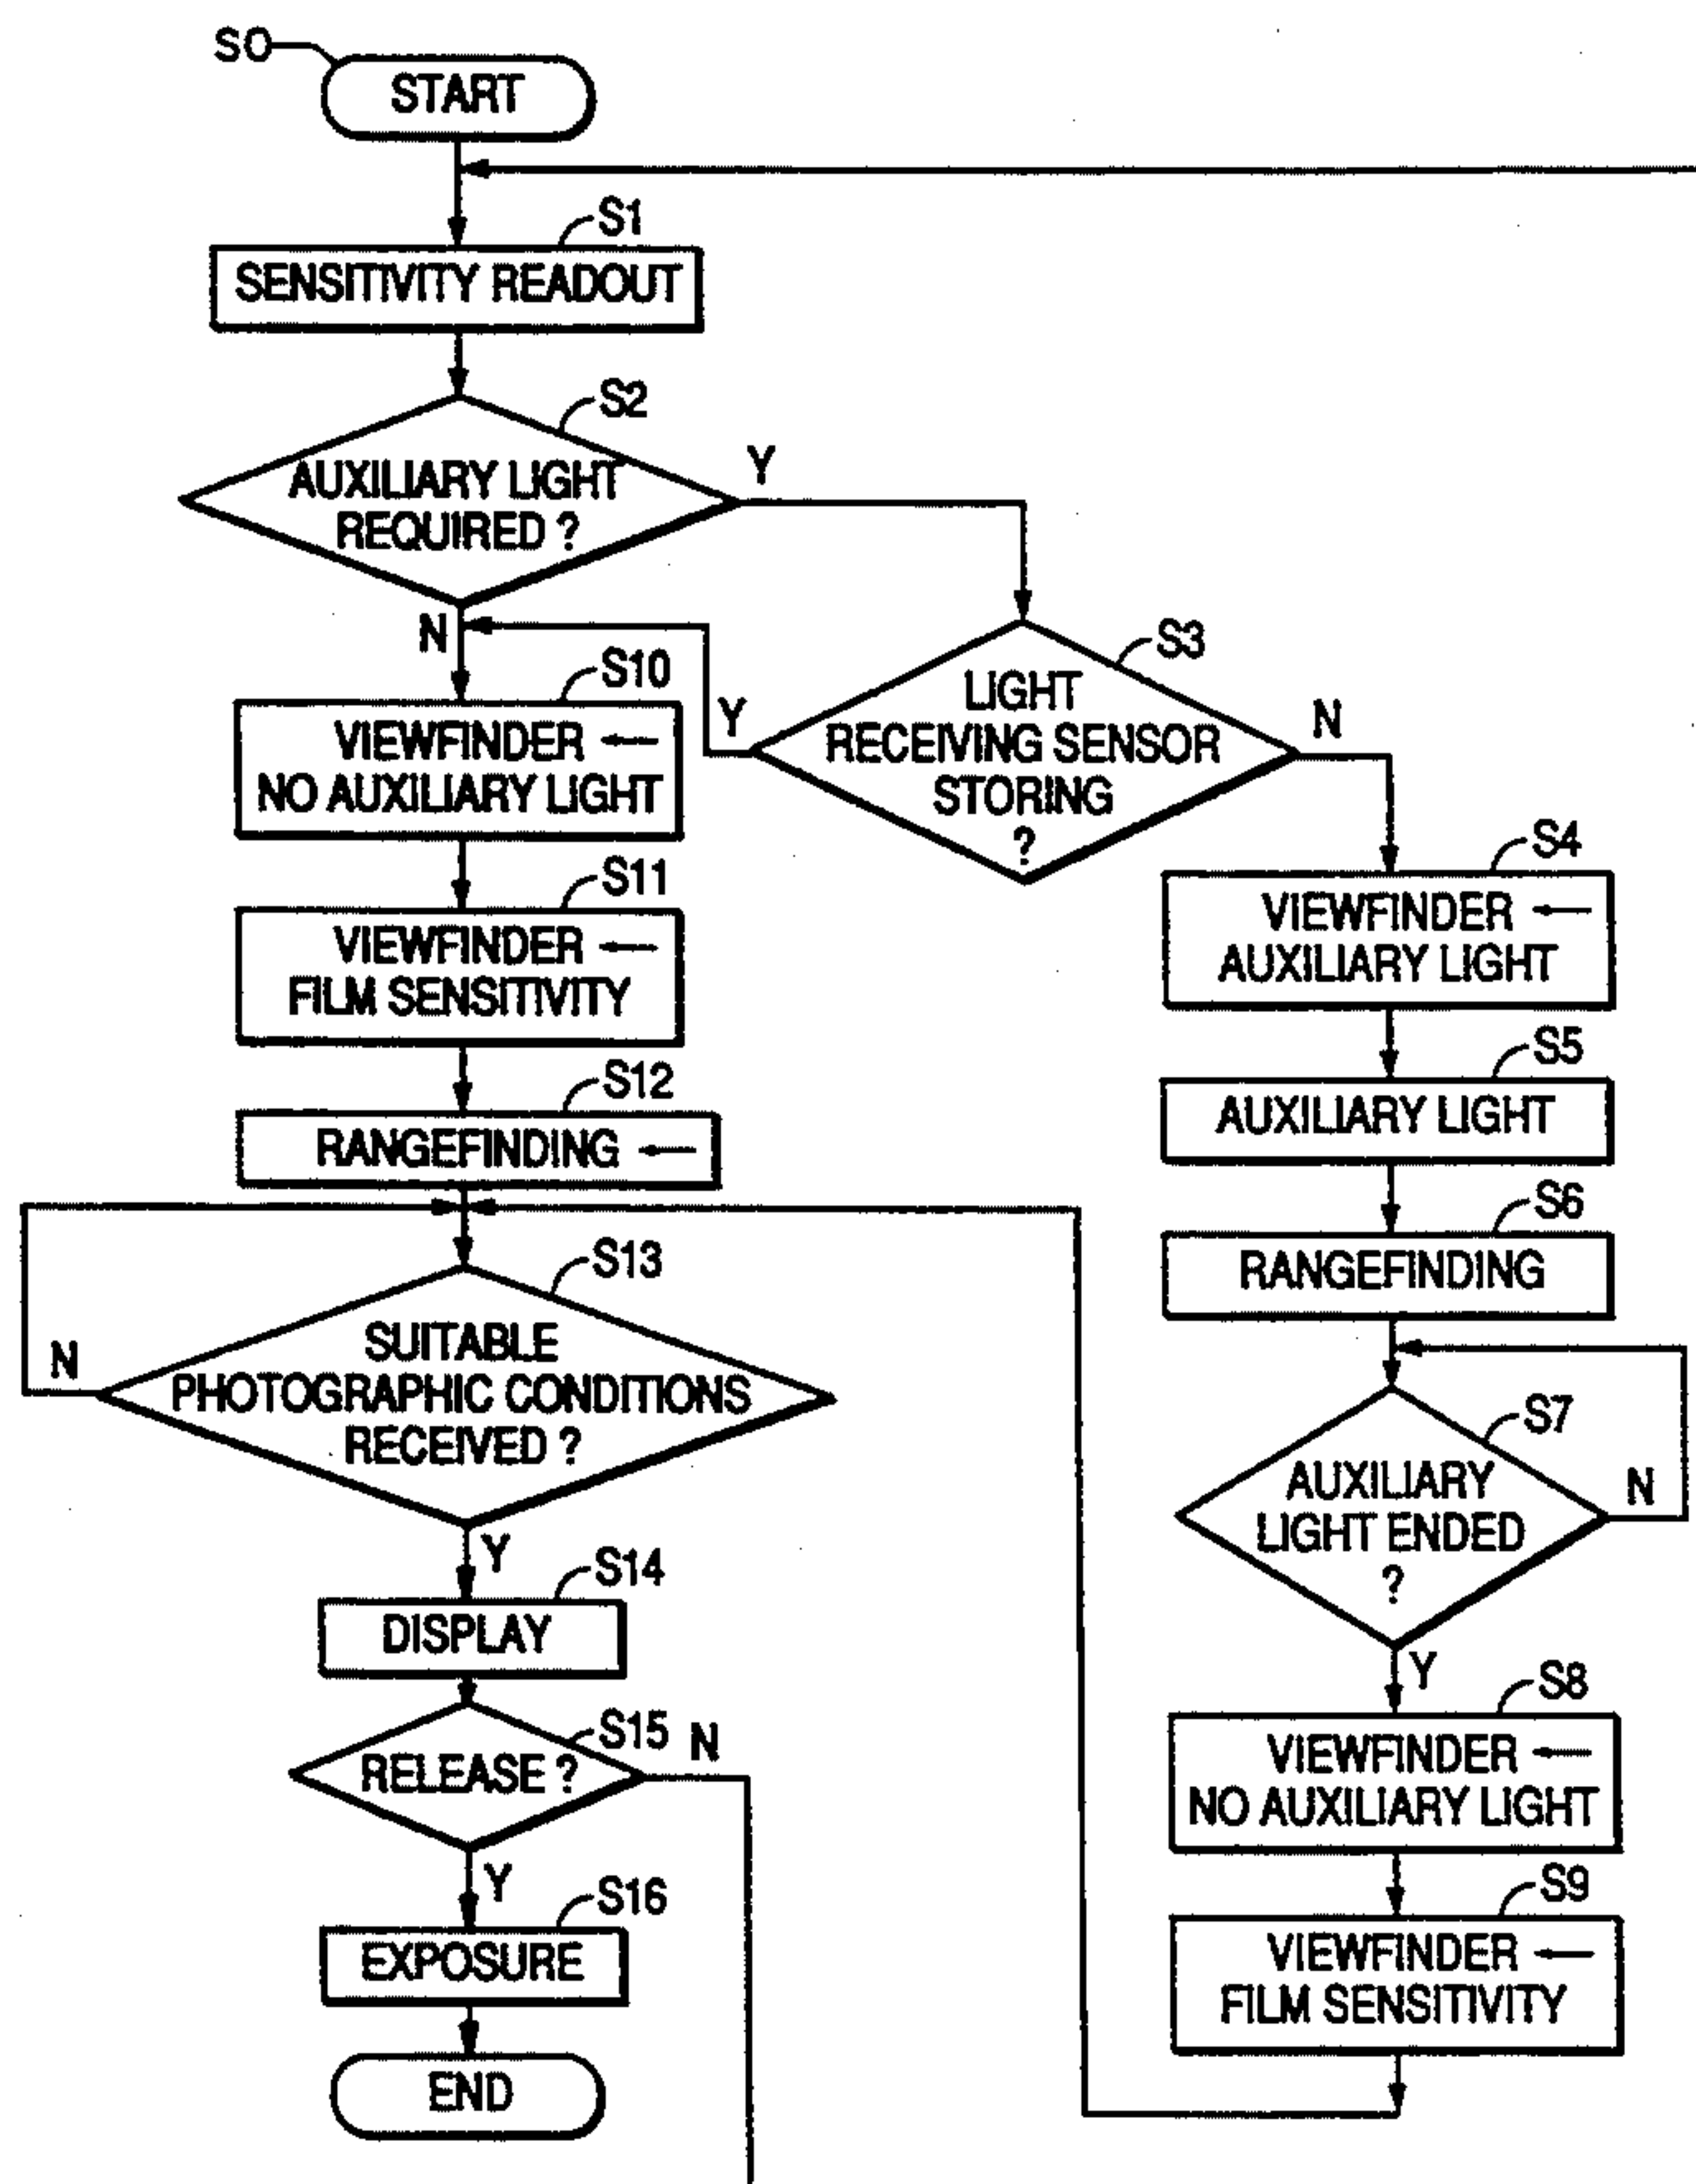 S0
START
S1
SENSITIVITY READOUT
S2
AUXILIARY LIGHT
REQUIRED ?
Y
N
S3
LIGHT
RECEIVING SENSOR
STORING
?
Y
N
S10
VIEWFINDER ←
NO AUXILIARY LIGHT
S11
VIEWFINDER ←
FILM SENSITIVITY
S12
RANGEFINDING ←
S4
VIEWFINDER ←
AUXILIARY LIGHT
S5
AUXILIARY LIGHT
S6
RANGEFINDING
S7
AUXILIARY
LIGHT ENDED
?
N
Y
S8
VIEWFINDER ←
NO AUXILIARY LIGHT
S9
VIEWFINDER ←
FILM SENSITIVITY
S13
SUITABLE
PHOTOGRAPHIC CONDITIONS
RECEIVED ?
N
Y
S14
DISPLAY
S15
RELEASE ?
N
Y
S16
EXPOSURE
END